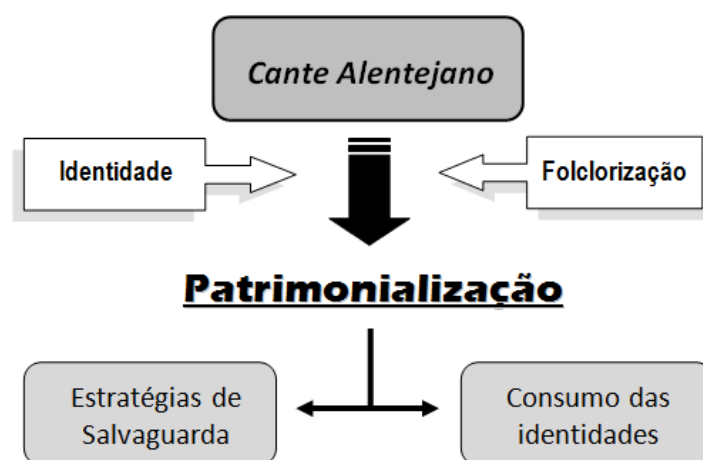 Cante Alentejano
Identidade
Folclorização
Patrimonialização
Estratégias de
Salvaguarda
Consumo das
identidades